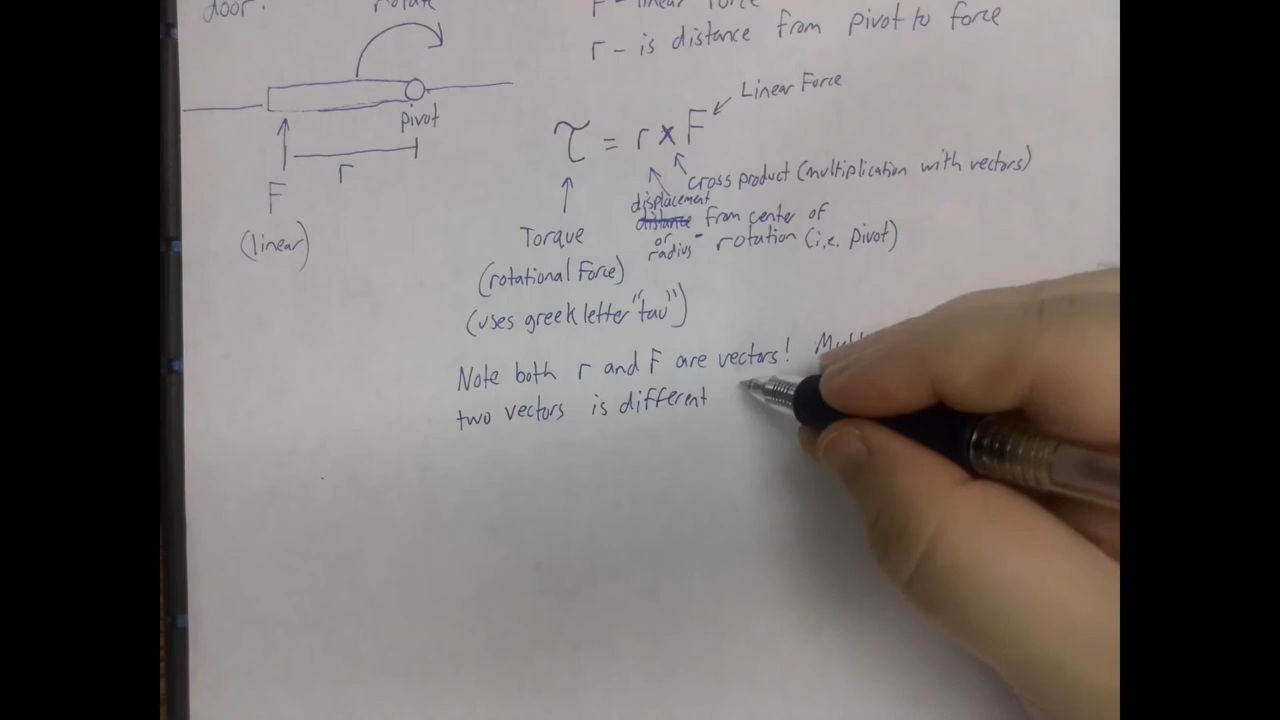 door.
rotate
F - linear force
r - is distance from pivot to force
pivot
r
F
(linear)
Linear Force
τ = r x F
cross product (multiplication with vectors)
displacement
distance from center of
or
radius - rotation (i.e. pivot)
Torque
(rotational Force)
(uses greek letter "tau")
Note both r and F are vectors!
two vectors is different